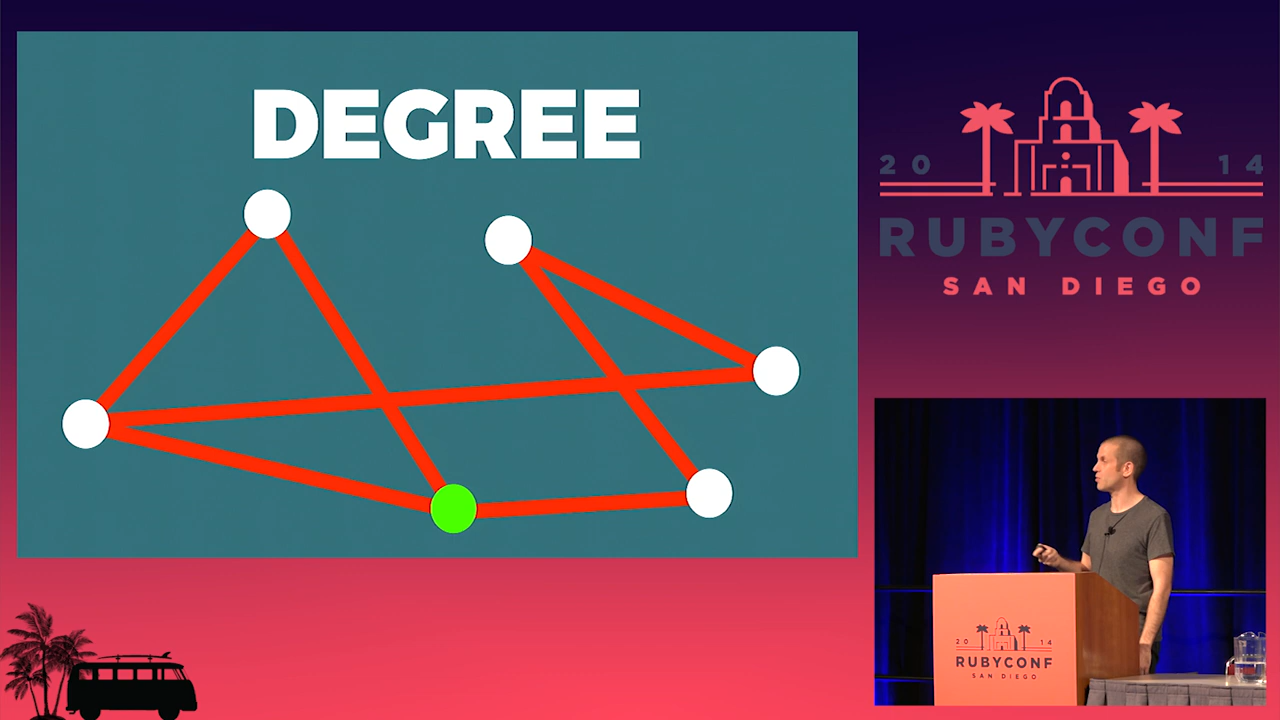 DEGREE
20 14
RUBYCONF
SAN DIEGO
20 14
RUBYCONF
SAN DIEGO